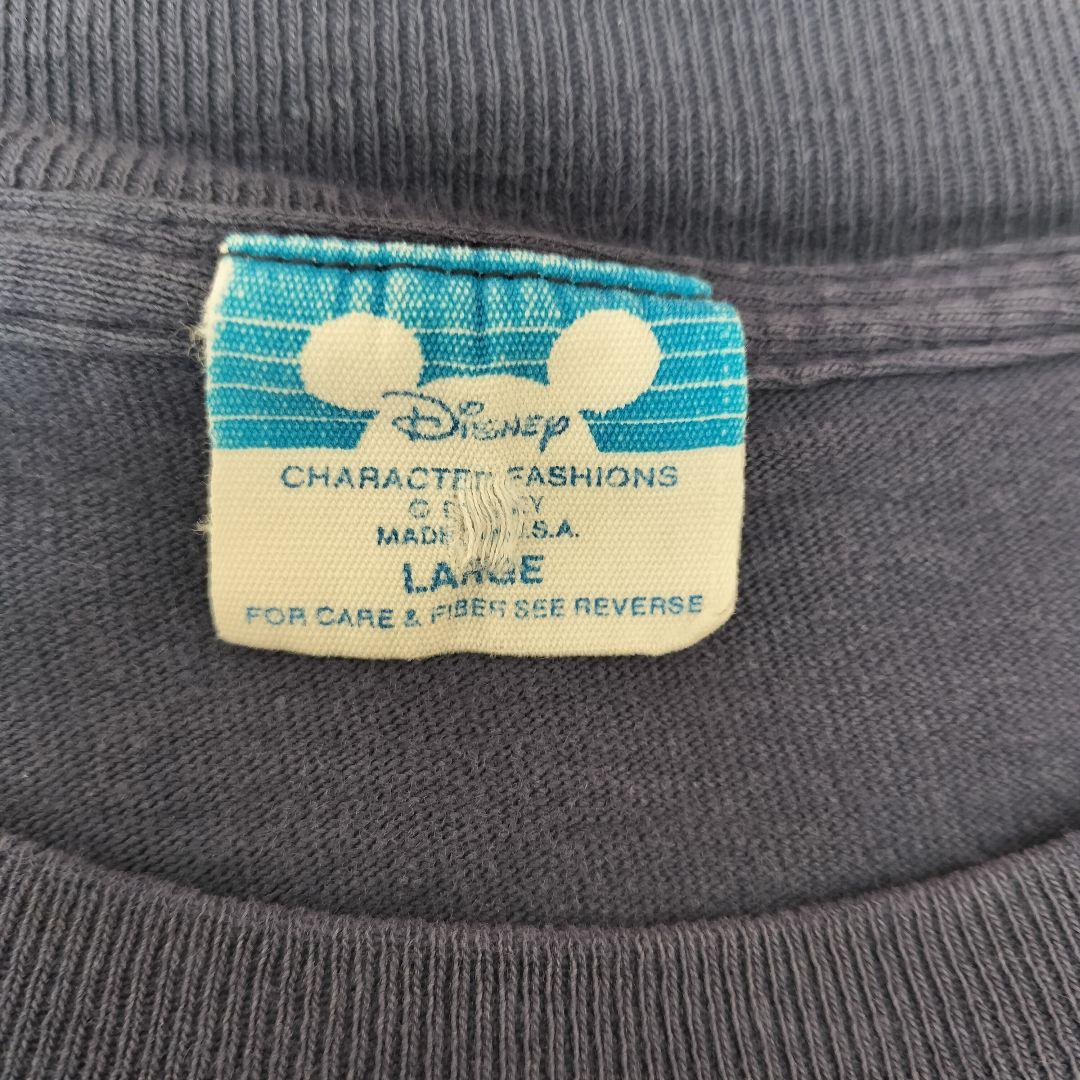 Disney
CHARACTER FASHIONS
MADE U.S.A.
LARGE
FOR CARE & FIBER SEE REVERSE